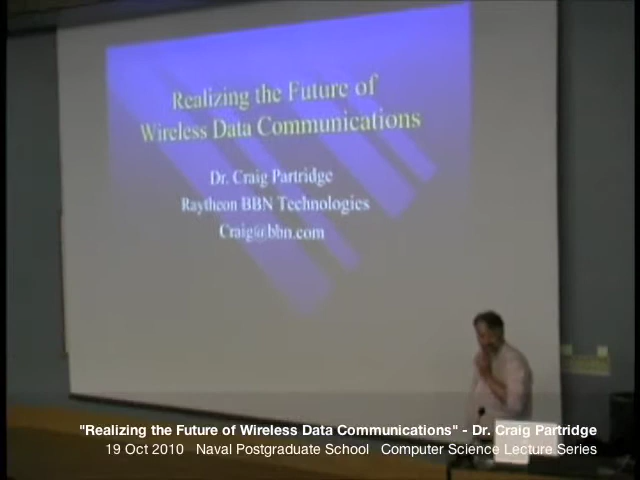 Realizing the Future of
Wireless Data Communications
Dr. Craig Partridge
Raytheon BBN Technologies
Craig@bbn.com
"Realizing the Future of Wireless Data Communications" - Dr. Craig Partridge
19 Oct 2010 Naval Postgraduate School Computer Science Lecture Series